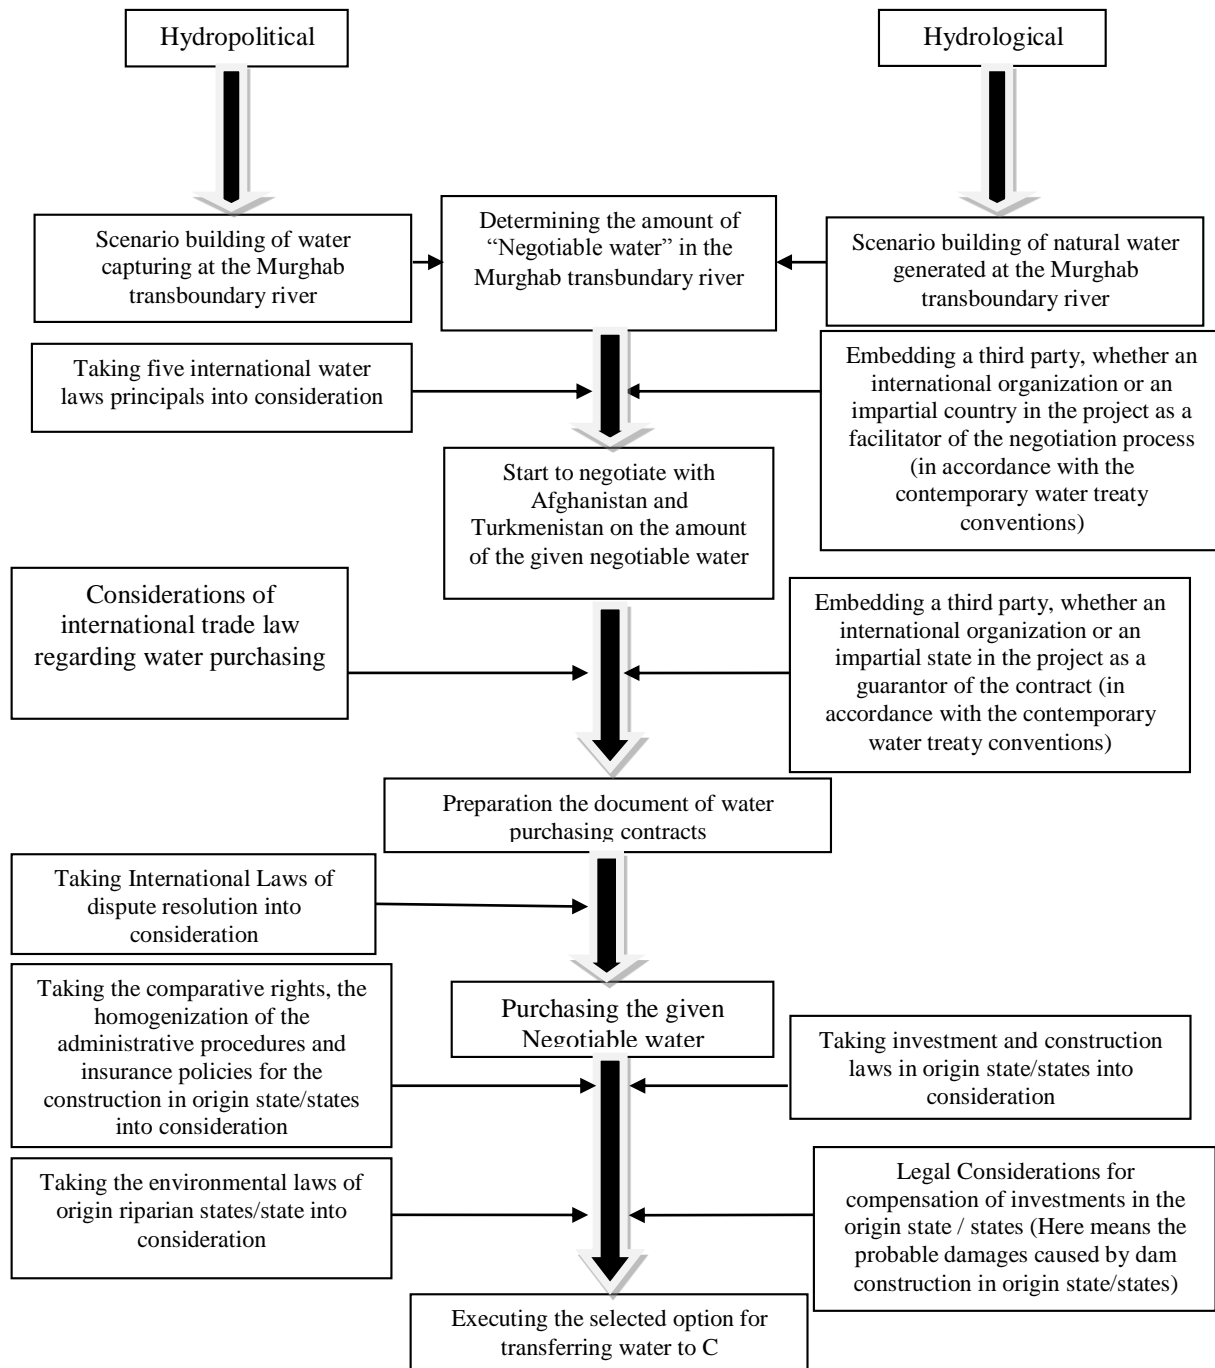 Hydropolitical
Hydrological
Scenario building of water
capturing at the Murghab
transboundary river
Determining the amount of
“Negotiable water” in the
Murghab transbundary river
Scenario building of natural water
generated at the Murghab
transboundary river
Taking five international water
laws principals into consideration
Embedding a third party, whether an
international organization or an
impartial country in the project as a
facilitator of the negotiation process
(in accordance with the
contemporary water treaty
conventions)
Start to negotiate with
Afghanistan and
Turkmenistan on the amount
of the given negotiable water
Considerations of
international trade law
regarding water purchasing
Embedding a third party, whether an
international organization or an
impartial state in the project as a
guarantor of the contract (in
accordance with the contemporary
water treaty conventions)
Preparation the document of water
purchasing contracts
Taking International Laws of
dispute resolution into
consideration
Taking the comparative rights, the
homogenization of the
administrative procedures and
insurance policies for the
construction in origin state/states
into consideration
Purchasing the given
Negotiable water
Taking investment and construction
laws in origin state/states into
consideration
Taking the environmental laws of
origin riparian states/state into
consideration
Legal Considerations for
compensation of investments in the
origin state / states (Here means the
probable damages caused by dam
construction in origin state/states)
Executing the selected option for
transferring water to C